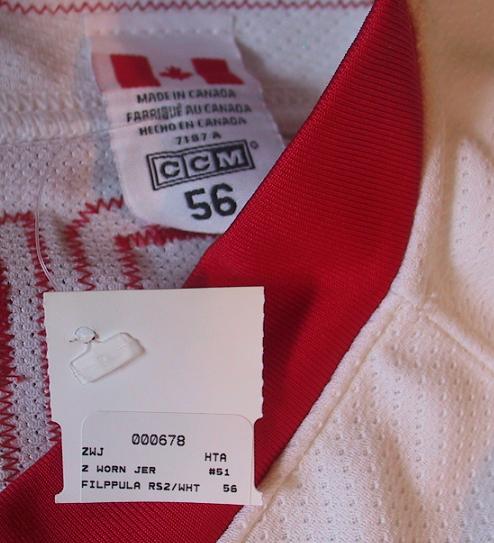 MADE IN CANADA
FABRIQUÉ AU CANADA
HECHO EN CANADA
7187 A
CCM
56
000678
ZWJ HTA
Z WORN JER #51
FILPPULA RS2/WHT 56